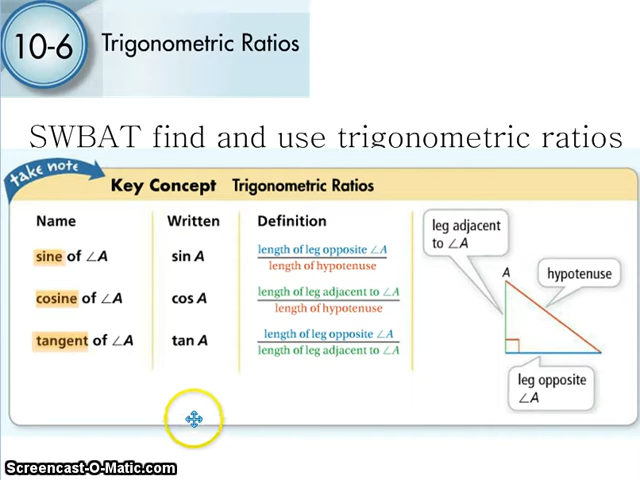 10-6
Trigonometric Ratios
SWBAT find and use trigonometric ratios
take note
Key Concept Trigonometric Ratios
Name Written Definition
sine of ∠A sin A length of leg opposite ∠A
length of hypotenuse
cosine of ∠A cos A length of leg adjacent to ∠A
length of hypotenuse
tangent of ∠A tan A length of leg opposite ∠A
length of leg adjacent to ∠A
leg adjacent
to ∠A
A
hypotenuse
leg opposite
∠A
Screencast-O-Matic.com